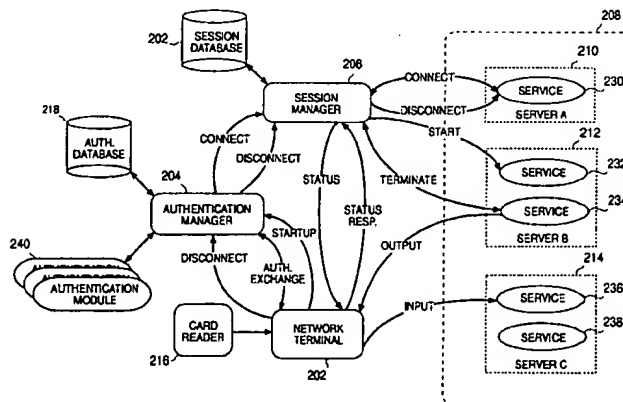 208
202
SESSION
DATABASE
206
SESSION
MANAGER
CONNECT
DISCONNECT
210
SERVICE
230
SERVER A
START
218
AUTH.
DATABASE
CONNECT
DISCONNECT
212
SERVICE
232
204
AUTHENTICATION
MANAGER
STATUS
STATUS
RESP.
TERMINATE
SERVICE
234
SERVER B
STARTUP
OUTPUT
240
AUTHENTICATION
MODULE
DISCONNECT
AUTH.
EXCHANGE
214
INPUT
SERVICE
236
CARD
READER
216
NETWORK
TERMINAL
202
SERVICE
238
SERVER C